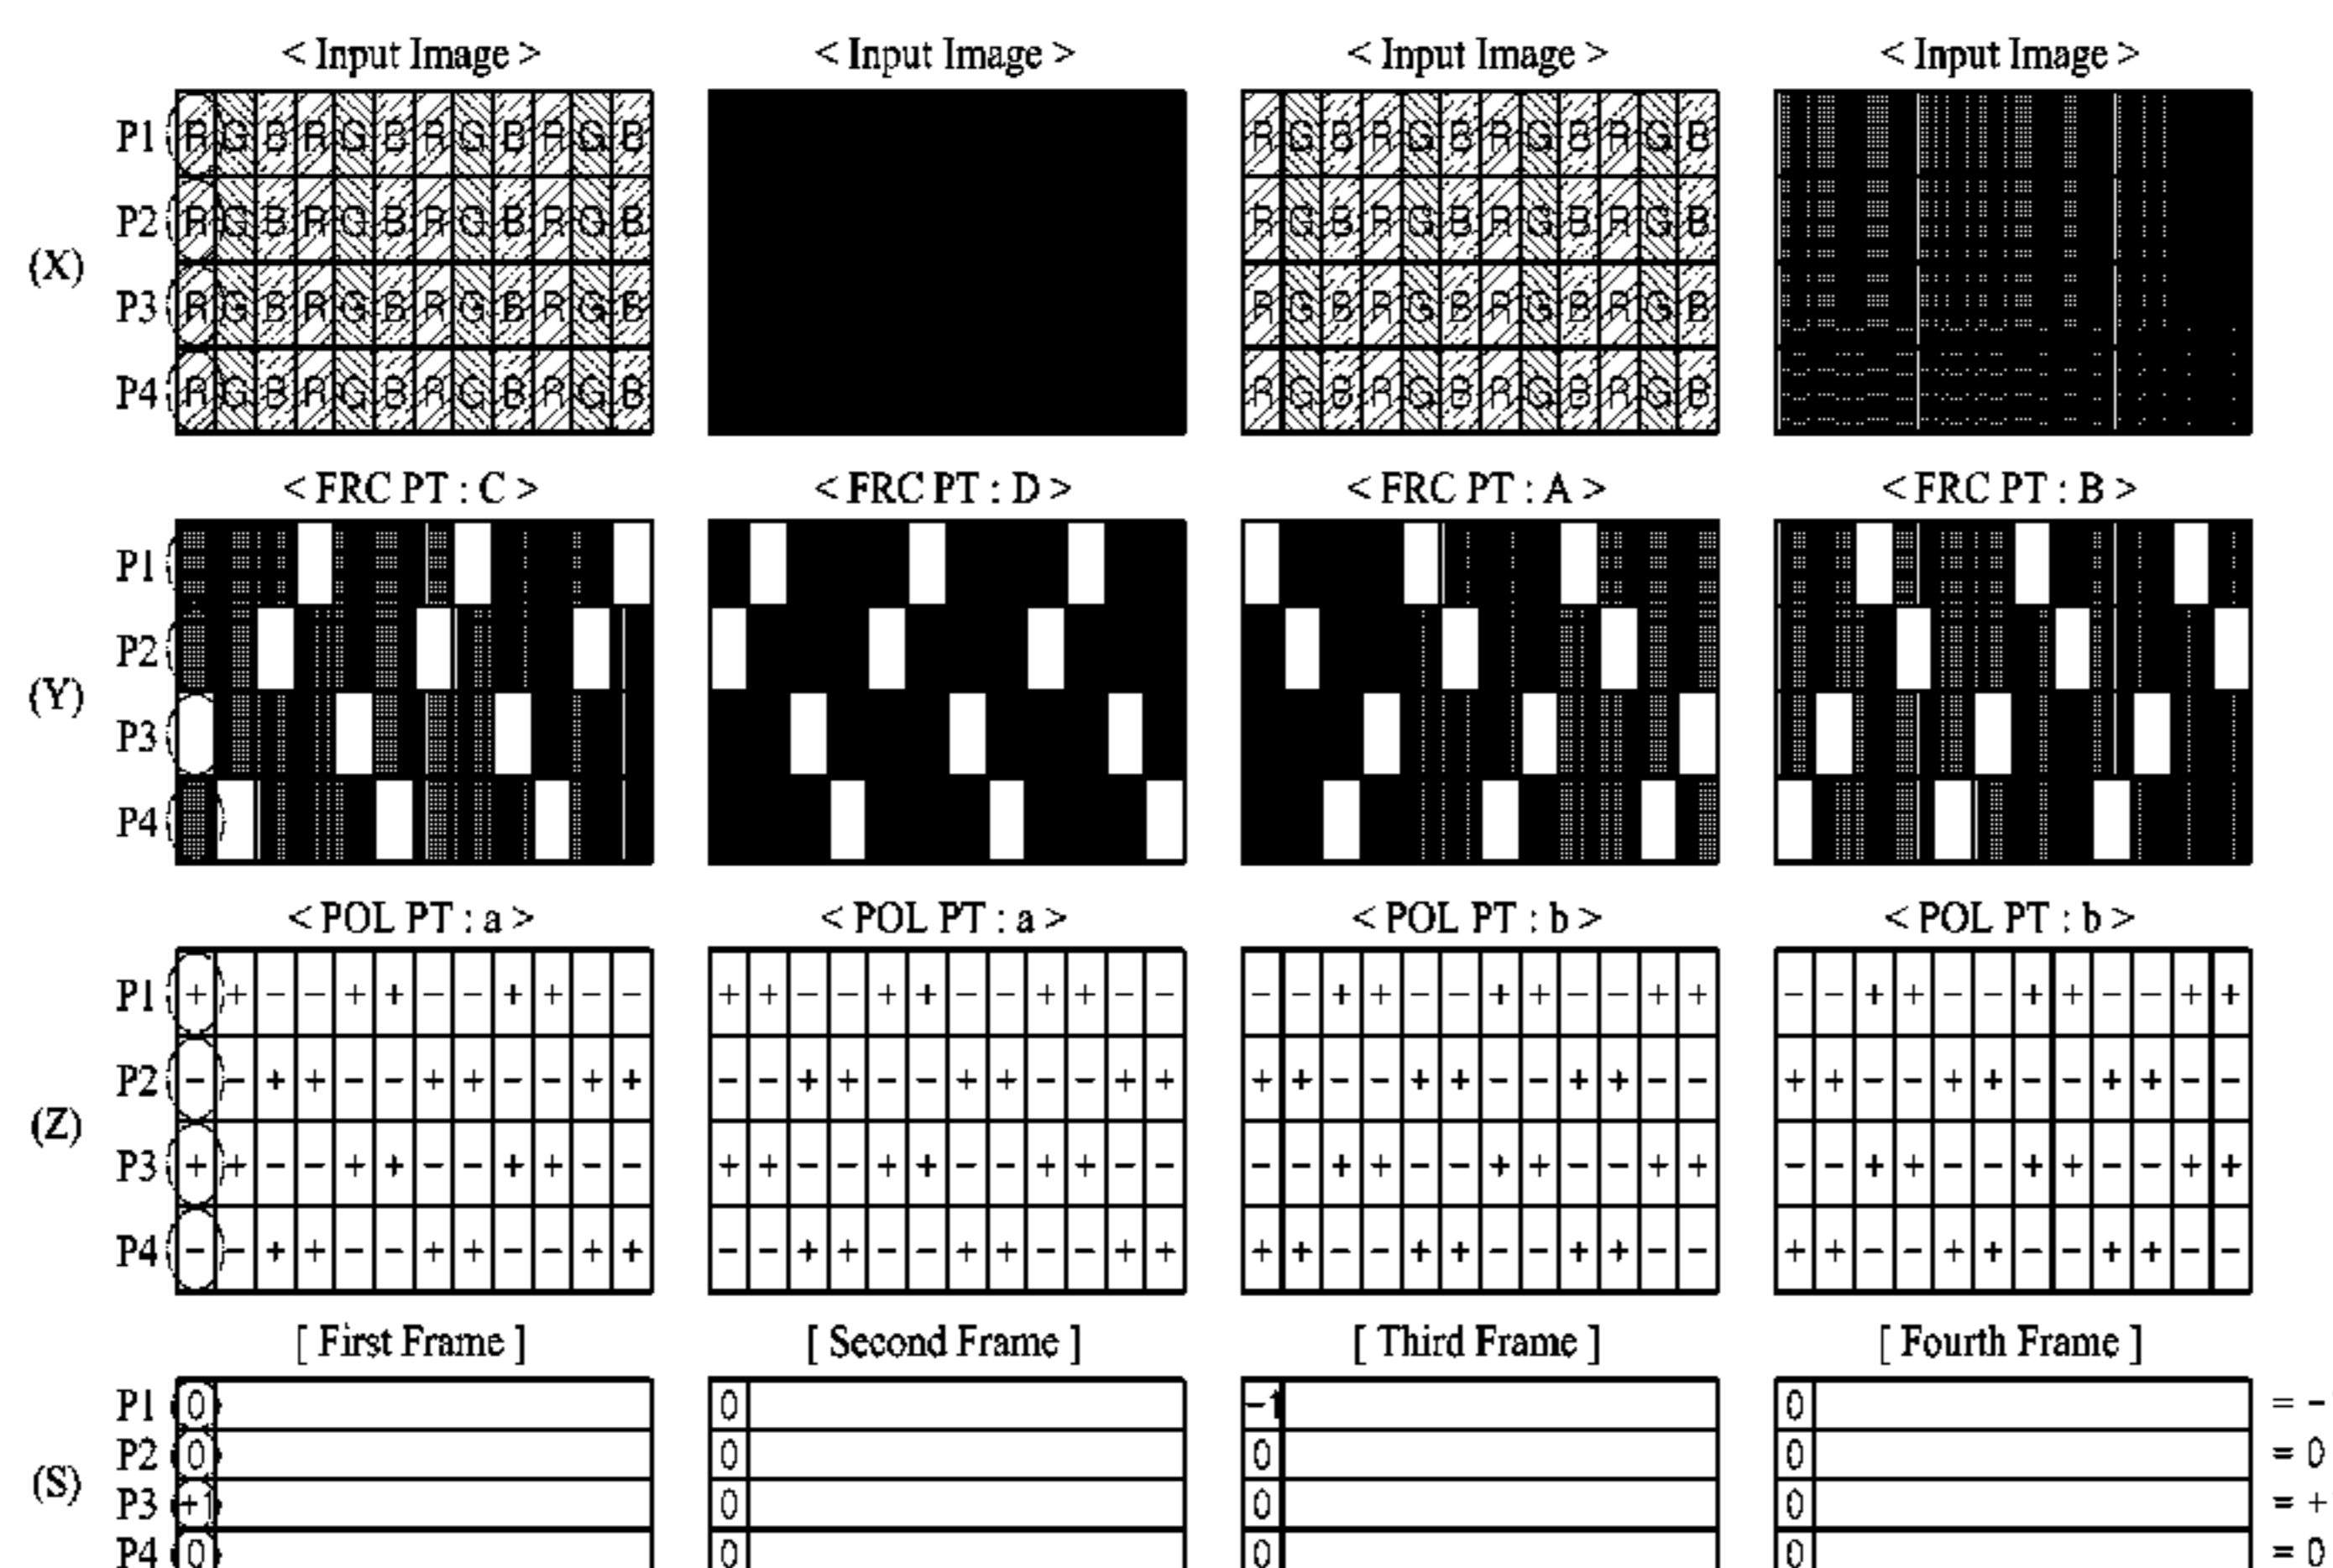 < Input Image > < Input Image > < Input Image > < Input Image >
(X)
P1 R G B R G B R G B R G B R G B R G B R G B R G B
P2 R G B R G B R G B R G B R G B R G B R G B R G B
P3 R G B R G B R G B R G B R G B R G B R G B R G B
P4 R G B R G B R G B R G B R G B R G B R G B R G B
< FRC PT : C > < FRC PT : D > < FRC PT : A > < FRC PT : B >
(Y)
P1
P2
P3
P4
< POL PT : a > < POL PT : a > < POL PT : b > < POL PT : b >
(Z)
P1 + + − − + + − − + + − − + + − − + + − − + + − − − − + + − − + + − − + + − − + + − − + + − − + +
P2 − − + + − − + + − − + + − − + + − − + + − − + + + + − − + + − − + + − − + + − − + + − − + + − −
P3 + + − − + + − − + + − − + + − − + + − − + + − − − − + + − − + + − − + + − − + + − − + + − − + +
P4 − − + + − − + + − − + + − − + + − − + + − − + + + + − − + + − − + + − − + + − − + + − − + + − −
[ First Frame ] [ Second Frame ] [ Third Frame ] [ Fourth Frame ]
(S)
P1 0 0 −1 0 = −
P2 0 0 0 0 = 0
P3 +1 0 0 0 = +
P4 0 0 0 0 = 0